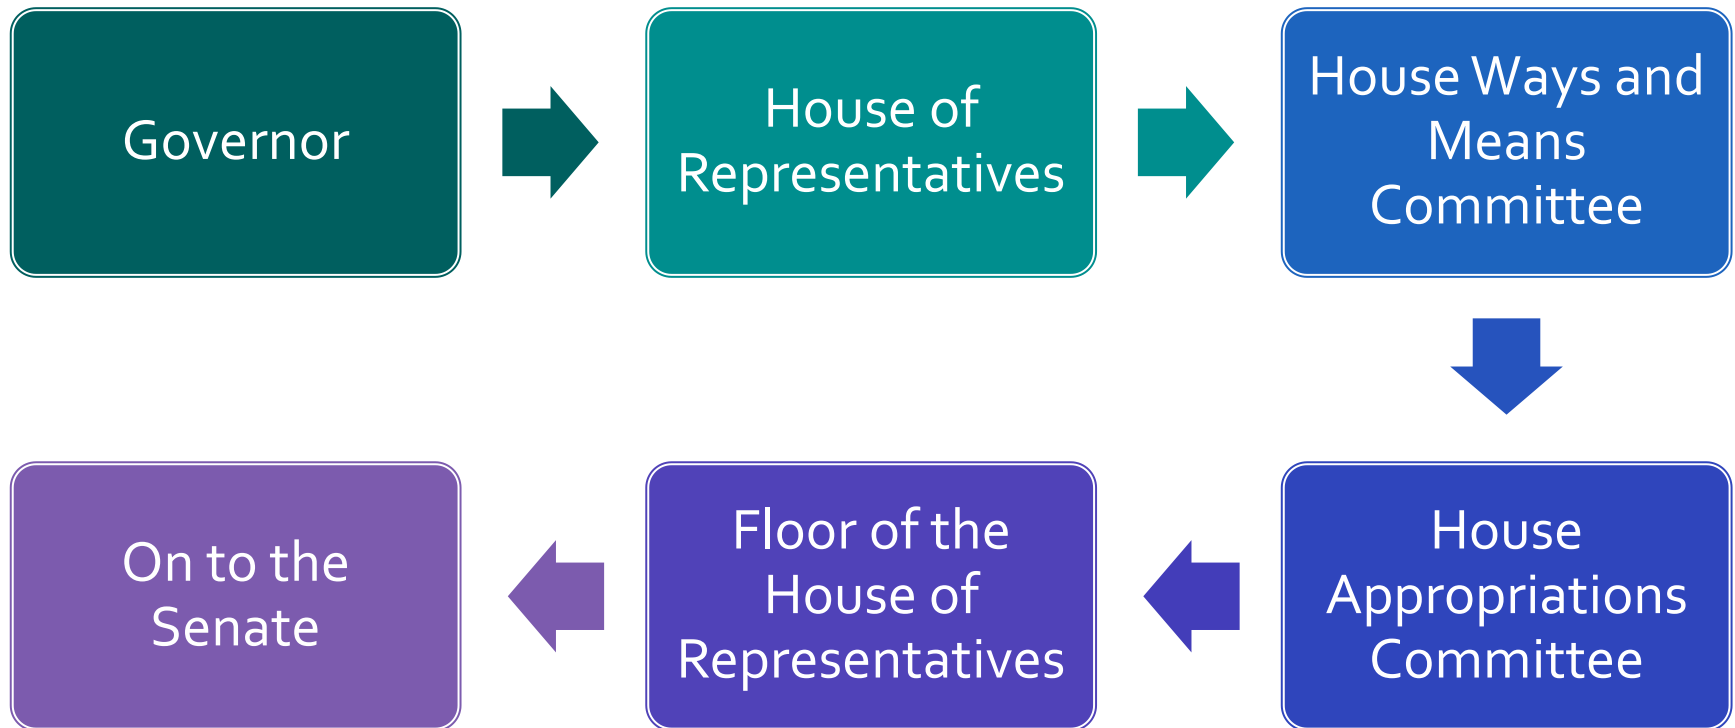 Governor
House of
Representatives
House Ways and
Means
Committee
House
Appropriations
Committee
Floor of the
House of
Representatives
On to the
Senate